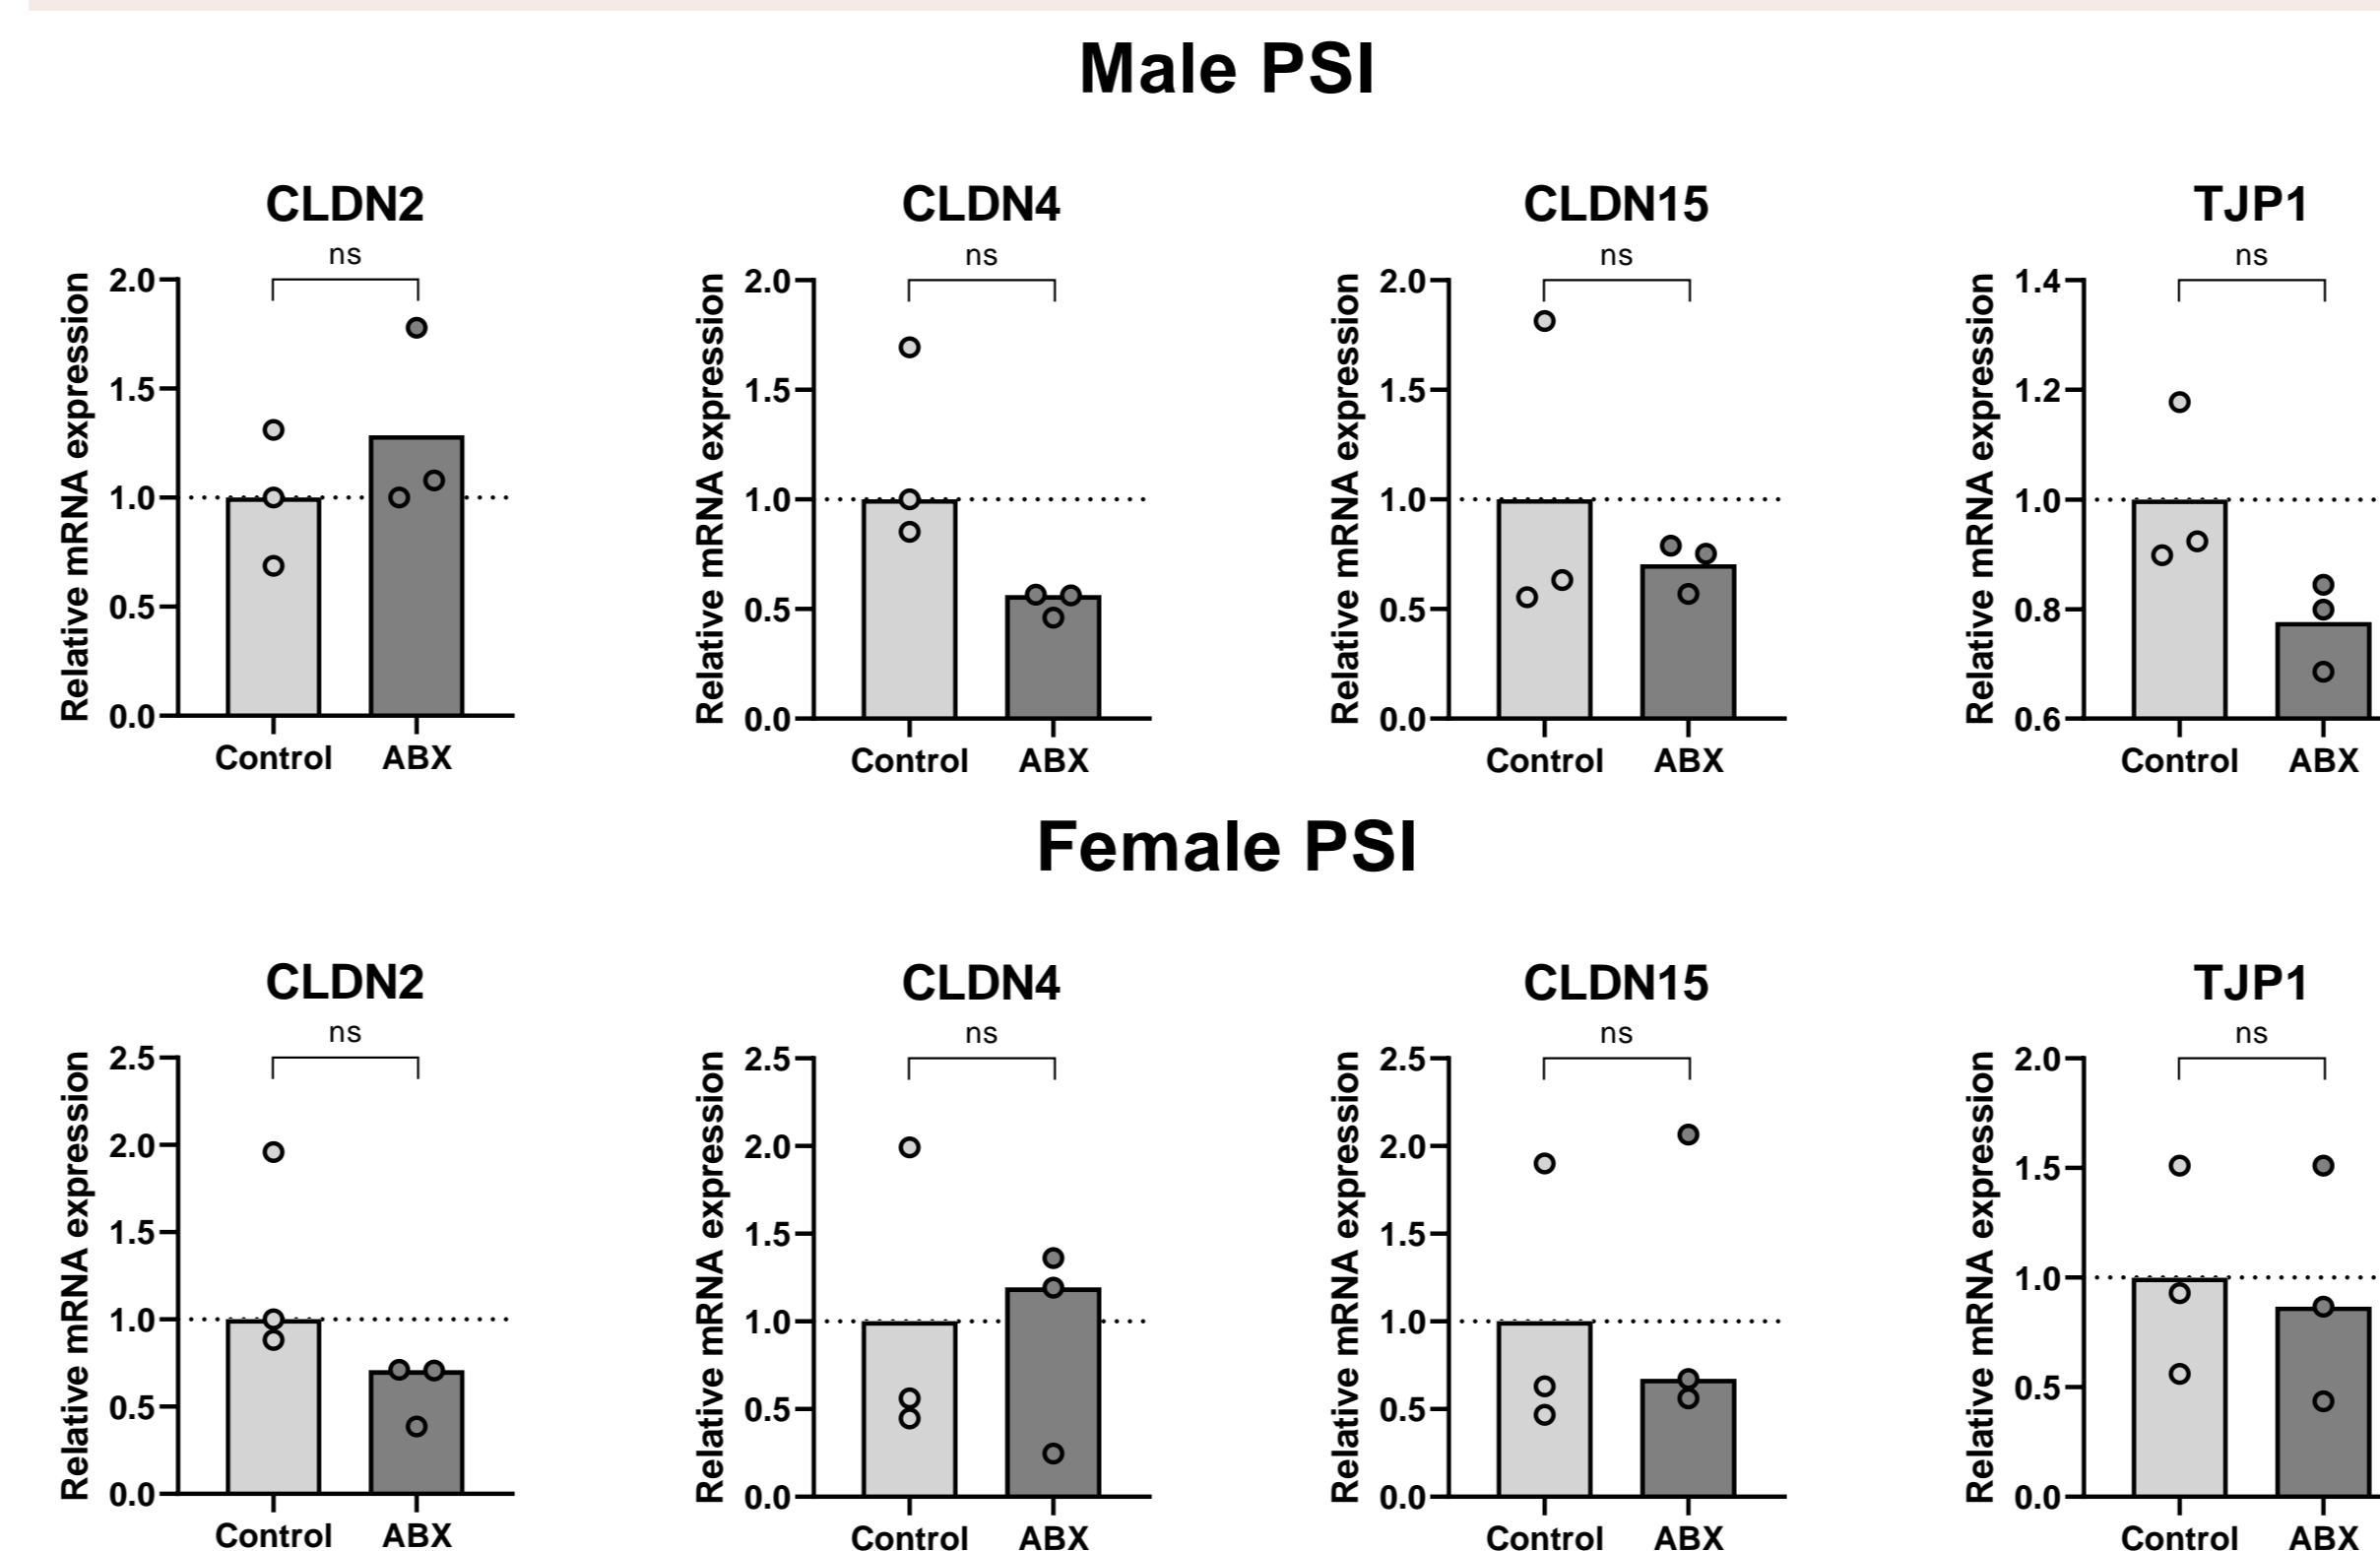 Male PSI
CLDN2
ns
Relative mRNA expression
2.0
1.5
1.0
0.5
0.0
Control ABX
CLDN4
ns
Relative mRNA expression
2.0
1.5
1.0
0.5
0.0
Control ABX
CLDN15
ns
Relative mRNA expression
2.0
1.5
1.0
0.5
0.0
Control ABX
TJP1
ns
Relative mRNA expression
1.4
1.2
1.0
0.8
0.6
Control ABX
Female PSI
CLDN2
ns
Relative mRNA expression
2.5
2.0
1.5
1.0
0.5
0.0
Control ABX
CLDN4
ns
Relative mRNA expression
2.5
2.0
1.5
1.0
0.5
0.0
Control ABX
CLDN15
ns
Relative mRNA expression
2.5
2.0
1.5
1.0
0.5
0.0
Control ABX
TJP1
ns
Relative mRNA expression
2.0
1.5
1.0
0.5
0.0
Control ABX